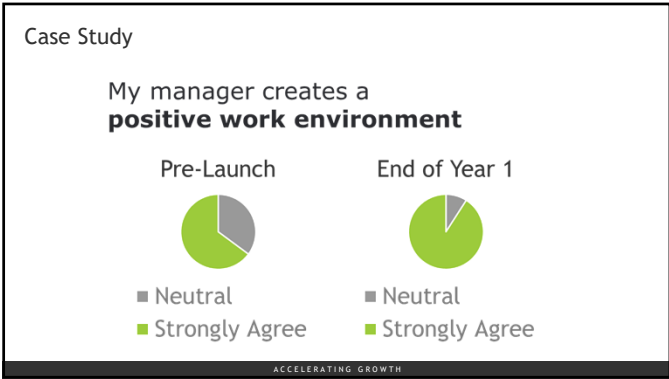 Case Study
My manager creates a
positive work environment
Pre-Launch
End of Year 1
Neutral
Strongly Agree
Neutral
Strongly Agree
ACCELERATING GROWTH